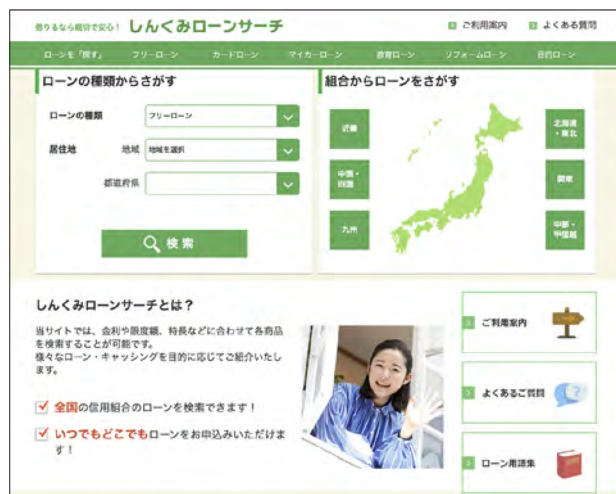 借りるなら親切で安心！ しんくみローンサーチ
ご利用案内 よくある質問
ローンを「探す」 フリーローン カードローン マイカーローン 教育ローン リフォームローン 目的ローン
ローンの種類からさがす
ローンの種類 フリーローン
居住地 地域 地域を選択
都道府県
検索
組合からローンをさがす
近畿
北海道・東北
中国・四国
関東
九州
中部・甲信越
しんくみローンサーチとは？
当サイトでは、金利や限度額、特長などに合わせて各商品
を検索することが可能です。
様々なローン・キャッシングを目的に応じてご紹介いたし
ます。
全国の信用組合のローンを検索できます！
いつでもどこでもローンをお申込みいただけま
す！
ご利用案内
よくあるご質問
ローン用語集